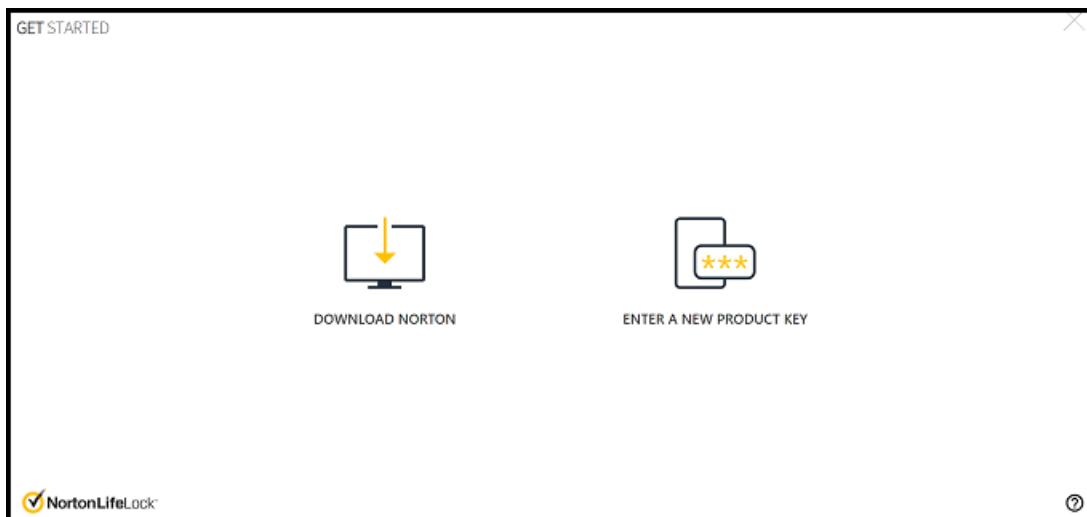 GET STARTED
DOWNLOAD NORTON
***
ENTER A NEW PRODUCT KEY
NortonLifeLock